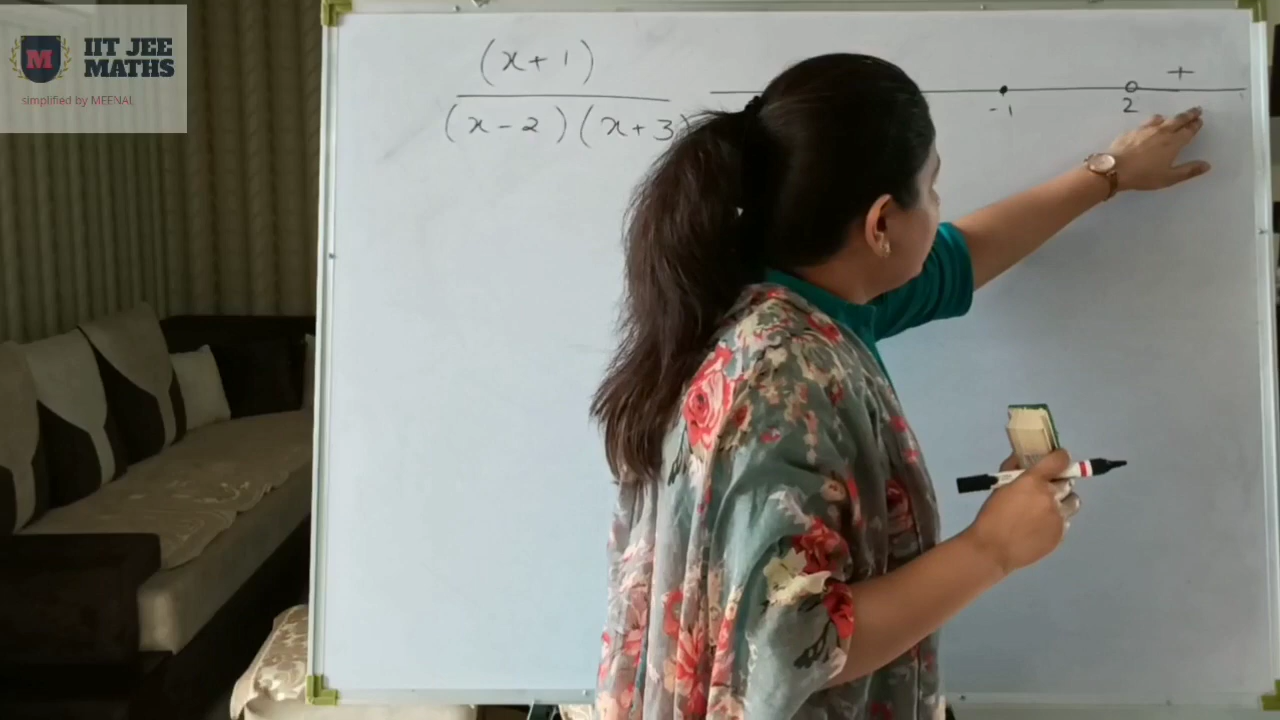 M
IIT JEE
MATHS
simplified by MEENAL
(x+1)
(x-2)(x+3)
+
-1
2